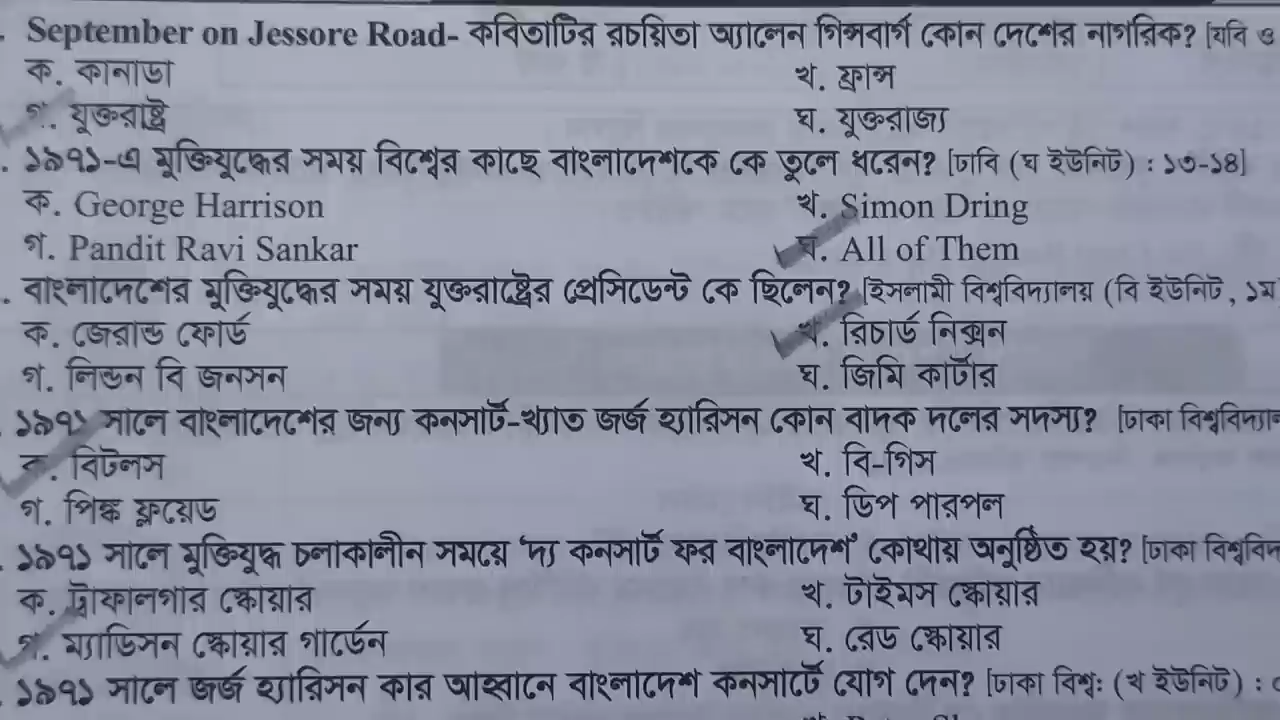 . September on Jessore Road- কবিতাটির রচয়িতা অ্যালেন গিন্সবার্গ কোন দেশের নাগরিক? [যবি ও
ক. কানাডা খ. ফ্রান্স
গ. যুক্তরাষ্ট্র ঘ. যুক্তরাজ্য
. ১৯৭১-এ মুক্তিযুদ্ধের সময় বিশ্বের কাছে বাংলাদেশকে কে তুলে ধরেন? [ঢাবি (ঘ ইউনিট) : ১৩-১৪]
ক. George Harrison খ. Simon Dring
গ. Pandit Ravi Sankar ঘ. All of Them
. বাংলাদেশের মুক্তিযুদ্ধের সময় যুক্তরাষ্ট্রের প্রেসিডেন্ট কে ছিলেন? [ইসলামী বিশ্ববিদ্যালয় (বি ইউনিট, ১ম
ক. জেরাল্ড ফোর্ড খ. রিচার্ড নিক্সন
গ. লিন্ডন বি জনসন ঘ. জিমি কার্টার
. ১৯৭১ সালে বাংলাদেশের জন্য কনসার্ট-খ্যাত জর্জ হ্যারিসন কোন বাদক দলের সদস্য? [ঢাকা
ক. বিটলস খ. বি-গিস
গ. পিঙ্ক ফ্লয়েড ঘ. ডিপ পারপল
. ১৯৭১ সালে মুক্তিযুদ্ধ চলাকালীন সময়ে ‘দ্য কনসার্ট ফর বাংলাদেশ’ কোথায় অনুষ্ঠিত হয়? [ঢাকা
ক. ট্রাফালগার স্কোয়ার খ. টাইমস স্কোয়ার
গ. ম্যাডিসন স্কোয়ার গার্ডেন ঘ. রেড স্কোয়ার
. ১৯৭১ সালে জর্জ হ্যারিসন কার আহ্বানে বাংলাদেশ কনসার্টে যোগ দেন? [ঢাকা বিশ্বঃ (খ ইউনিট) :